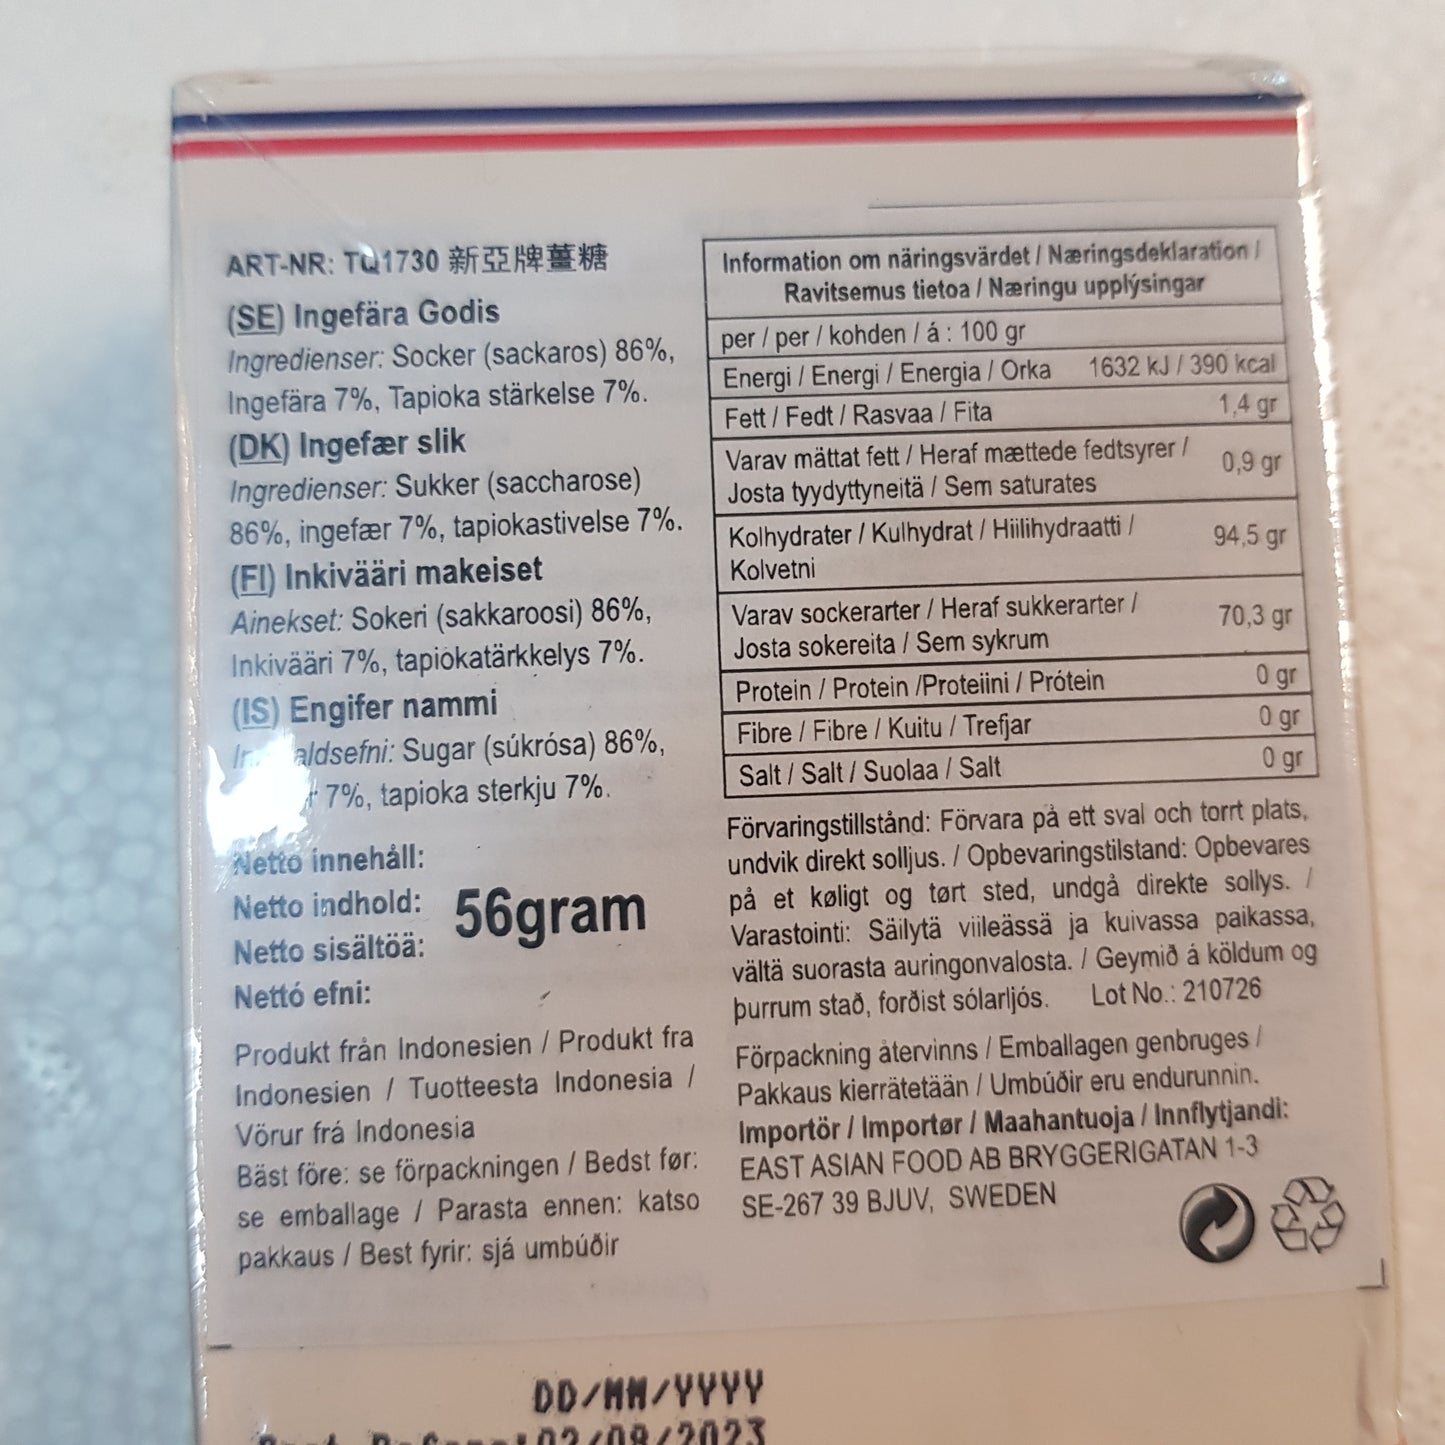 ART-NR: TQ1730 新亞牌薑糖
(SE) Ingefära Godis
Ingredienser: Socker (sackaros) 86%,
Ingefära 7%, Tapioka stärkelse 7%.
(DK) Ingefær slik
Ingredienser: Sukker (saccharose)
86%, ingefær 7%, tapiokastivelse 7%.
(FI) Inkivääri makeiset
Ainekset: Sokeri (sakkaroosi) 86%,
Inkivääri 7%, tapiokatärkkelys 7%.
(IS) Engifer nammi
Sugar (súkrósa) 86%,
7%, tapioka sterkju 7%.
Netto innehåll:
Netto indhold:
Netto sisältöä:
Nettó efni:
56gram
Produkt från Indonesien / Produkt fra
Indonesien / Tuotteesta Indonesia /
Vörur frá Indonesia
Bäst före: se förpackningen / Bedst før:
se emballage / Parasta ennen: katso
pakkaus / Best fyrir: sjá umbúðir
Information om näringsvärdet / Næringsdeklaration /
Ravitsemus tietoa / Næringu upplýsingar
per / per / kohden / á : 100 gr
Energi / Energi / Energia / Orka 1632 kJ / 390 kcal
Fett / Fedt / Rasvaa / Fita 1,4 gr
Varav mättat fett / Heraf mættede fedtsyrer /
Josta tyydyttyneitä / Sem saturates 0,9 gr
Kolhydrater / Kulhydrat / Hiilihydraatti /
Kolvetni 94,5 gr
Varav sockerarter / Heraf sukkerarter /
Josta sokereita / Sem sykrum 70,3 gr
Protein / Protein /Proteiini / Prótein 0 gr
Fibre / Fibre / Kuitu / Trefjar 0 gr
Salt / Salt / Suolaa / Salt 0 gr
Förvaringstillstånd: Förvara på ett sval och torrt plats,
undvik direkt solljus. / Opbevaringstilstand: Opbevares
på et køligt og tørt sted, undgå direkte sollys. /
Varastointi: Säilytä viileässä ja kuivassa paikassa,
vältä suorasta auringonvalosta. / Geymið á köldum og
þurrum stað, forðist sólarljós. Lot No.: 210726
Förpackning återvinns / Emballagen genbruges /
Pakkaus kierrätetään / Umbúðir eru endurunnin.
Importör / Importør / Maahantuoja / Innflytjandi:
EAST ASIAN FOOD AB BRYGGERIGATAN 1-3
SE-267 39 BJUV, SWEDEN
DD/MM/YYYY
Best Before:02/08/2023